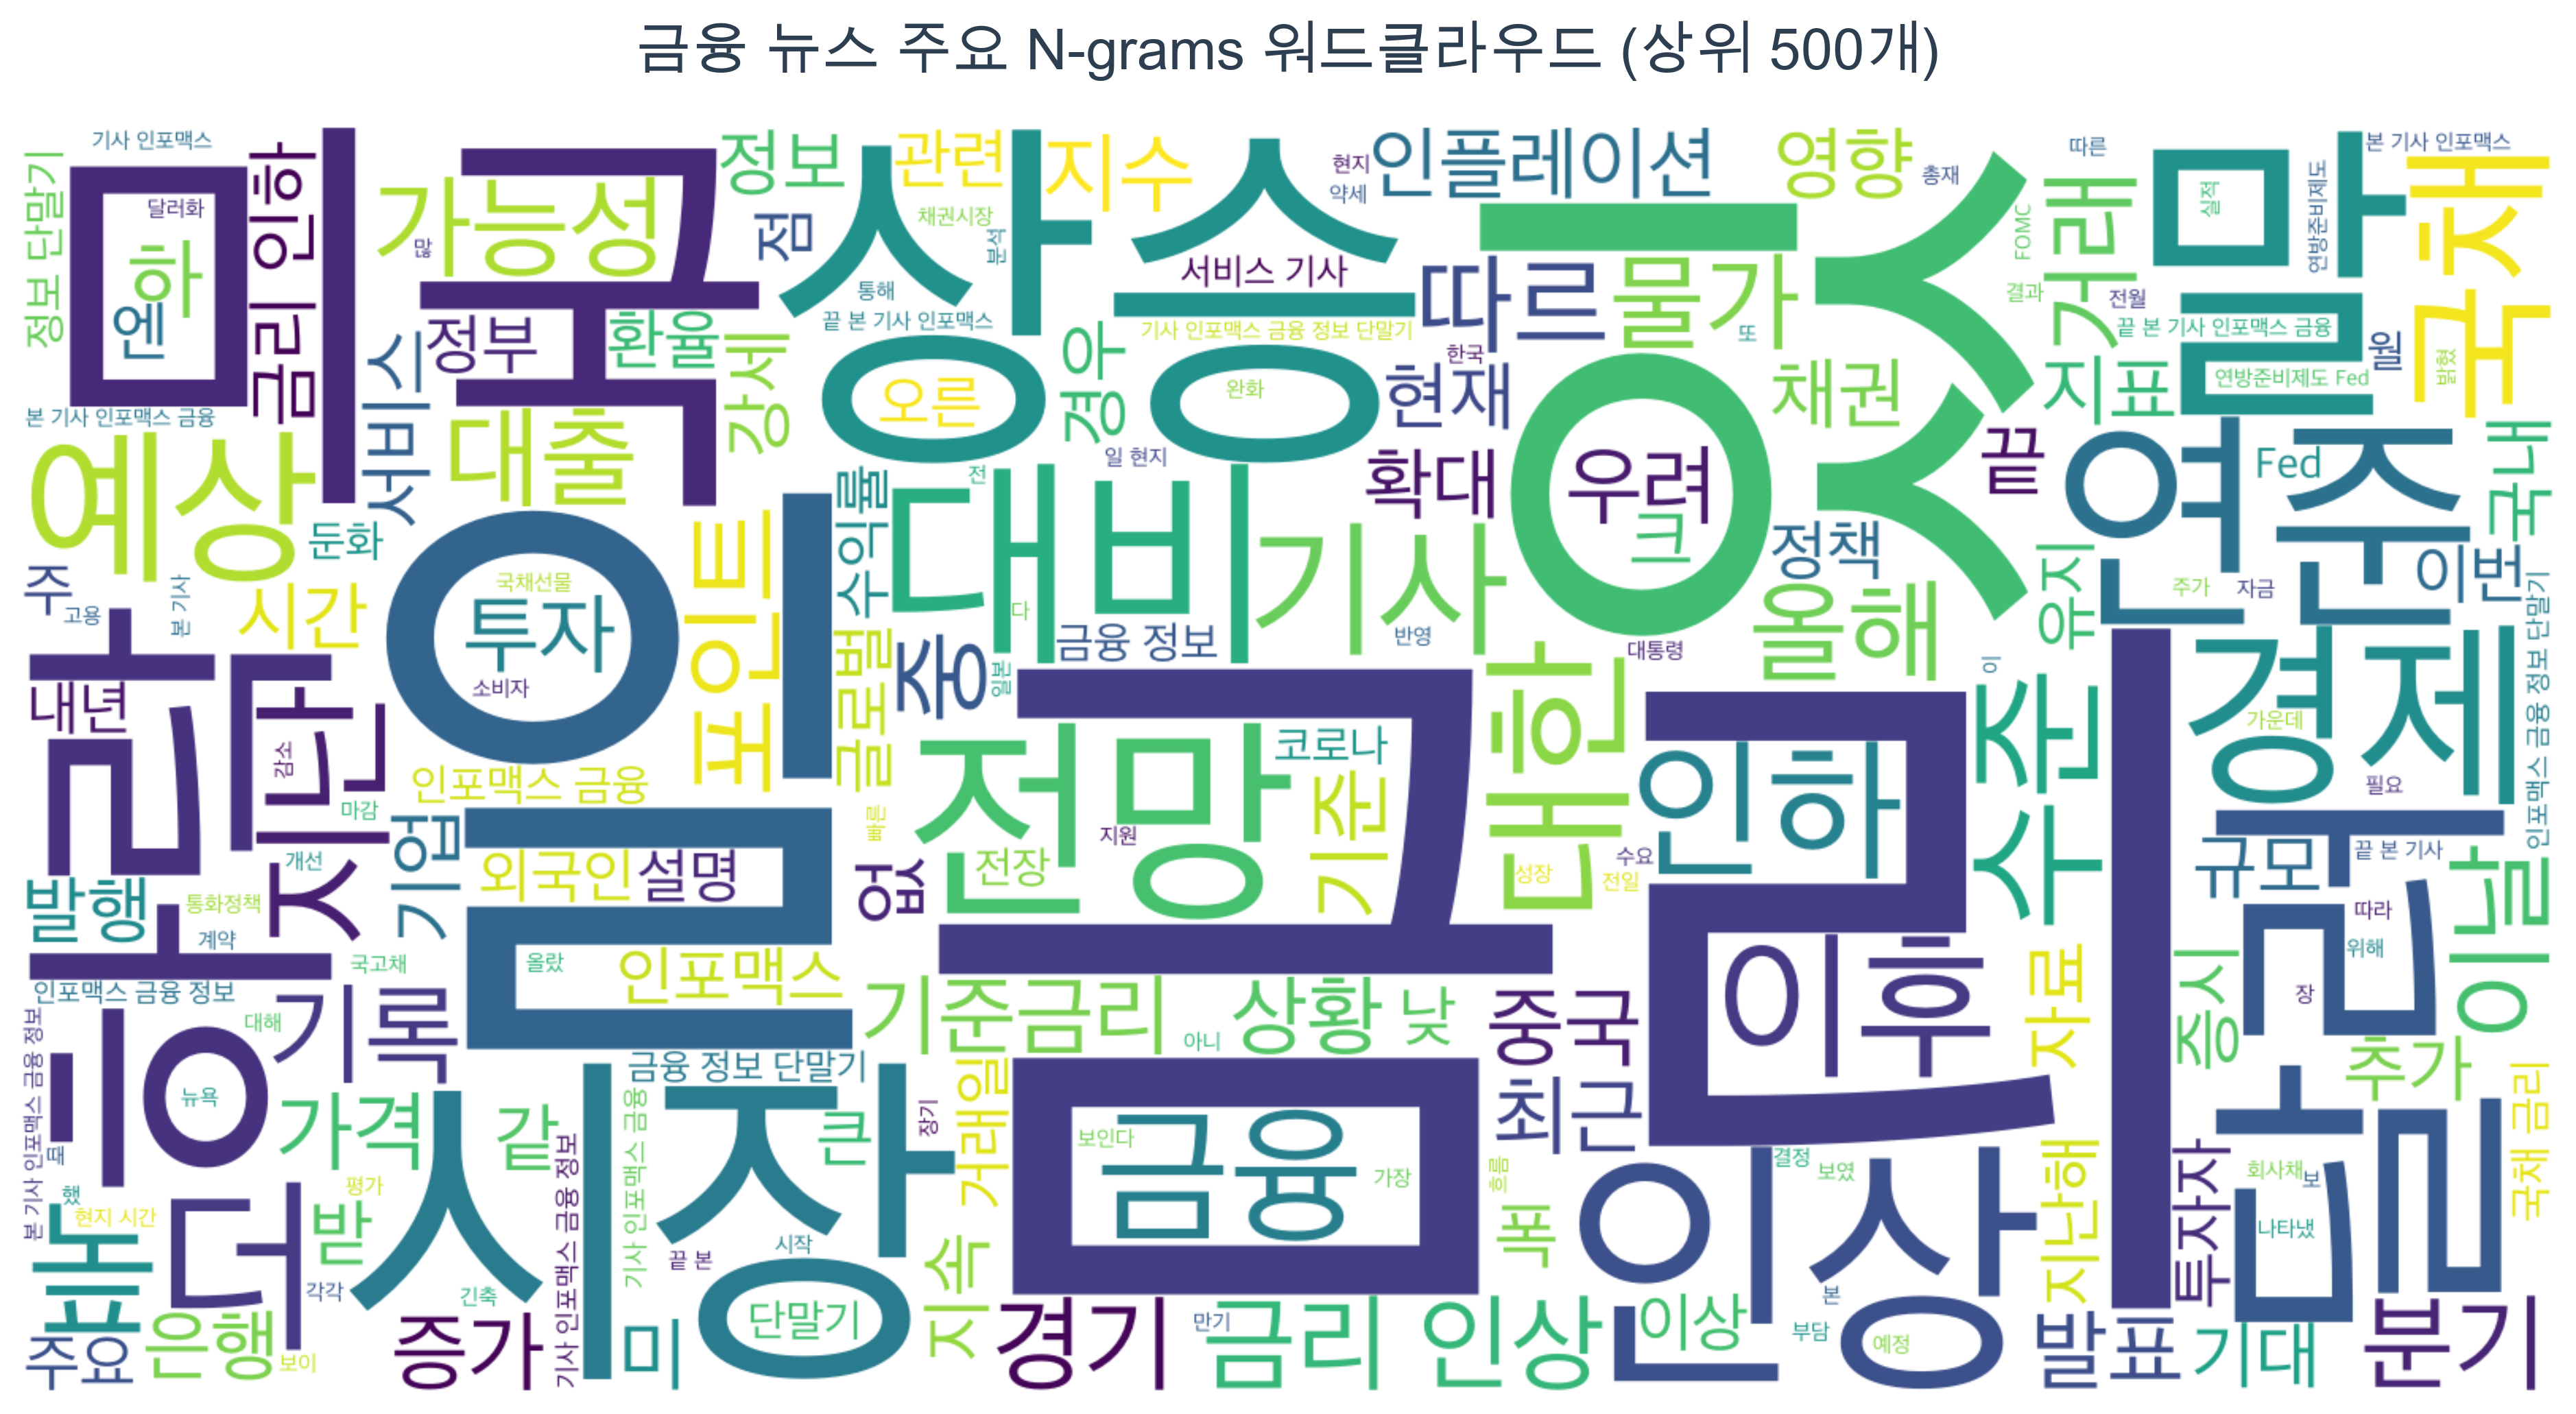 금융 뉴스 주요 N-grams 워드클라우드 (상위 500개)
기사 인포맥스
정보 단말기
미국
달러화
하
엔
금리 인하
가능성
많
정부
환율
정보
관련
지수
점
상승
채권시장
분석
통해
끝 본 기사 인포맥스
오른
서비스 기사
기사 인포맥스 금융 정보 단말기
완화
현지
약세
인플레이션
영향
총재
따른
본 기사 인포맥스
있
따르
물가
또
한국
현재
경우
강세
채권
거래
FOMC
결과
전월
말
실적
연방준비제도
끝 본 기사 인포맥스 금융
연방준비제도 Fed
월
국채
밝혔
지표
본 기사 인포맥스 금융
서비스
대출
예상
둔화
주
고용
본 기사
시간
일
국채선물
투자
소비자
포인트
수익률
글로벌
대비
전
다
일 현지
확대
우려
크
기사
금융 정보
반영
대통령
중
일본
정책
올해
유지
끝
연준
Fed
국내
이번
주가
자금
인포맥스 금융 정보 단말기
하락
내년
지난
감소
마감
개선
인포맥스 금융
외국인
설명
기업
빠른
없
전망
전장
지원
코로나
기준
대한
성장
전일
수요
금리
인하
이후
이
수준
경제
가운데
필요
규모
끝 본 기사
이날
발행
통화정책
계약
국고채
올랐
인포맥스
인포맥스 금융 정보
기록
대해
뉴욕
본 기사 인포맥스 금융 정보
때
했
현지 시간
기준금리
상황
낮
아니
중국
최근
자료
증시
오른
따라
위해
장
추가
국채 금리
더
높
가격
같
평가
받
각각
긴축
시장
금융 정보 단말기
기사 인포맥스 금융
기사 인포맥스 금융 정보
끝 본
시작
큰
장기
거래일
지속
단말기
미
금융
보인다
가장
흐름
채
인상
결정
보였
본
부담
예정
이상
지난해
투자자
회사채
보
나타냈
주요
은행
보이
증가
경기
만기
금리 인상
발표
기대
분기